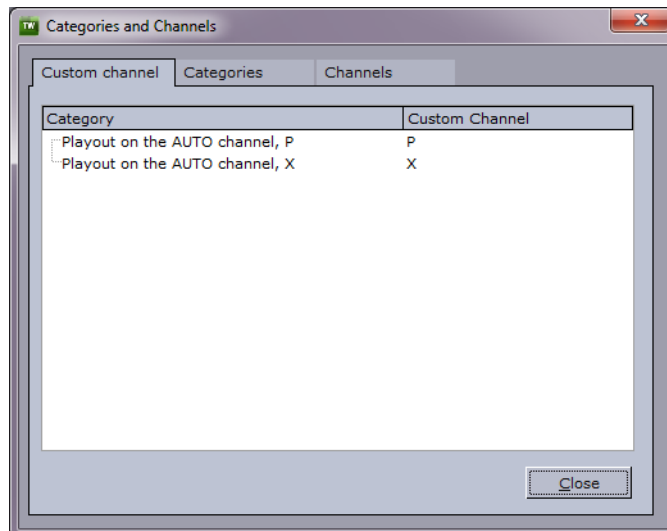 TW Categories and Channels
Custom channel Categories Channels
Category Custom Channel
Playout on the AUTO channel, P P
Playout on the AUTO channel, X X
Close